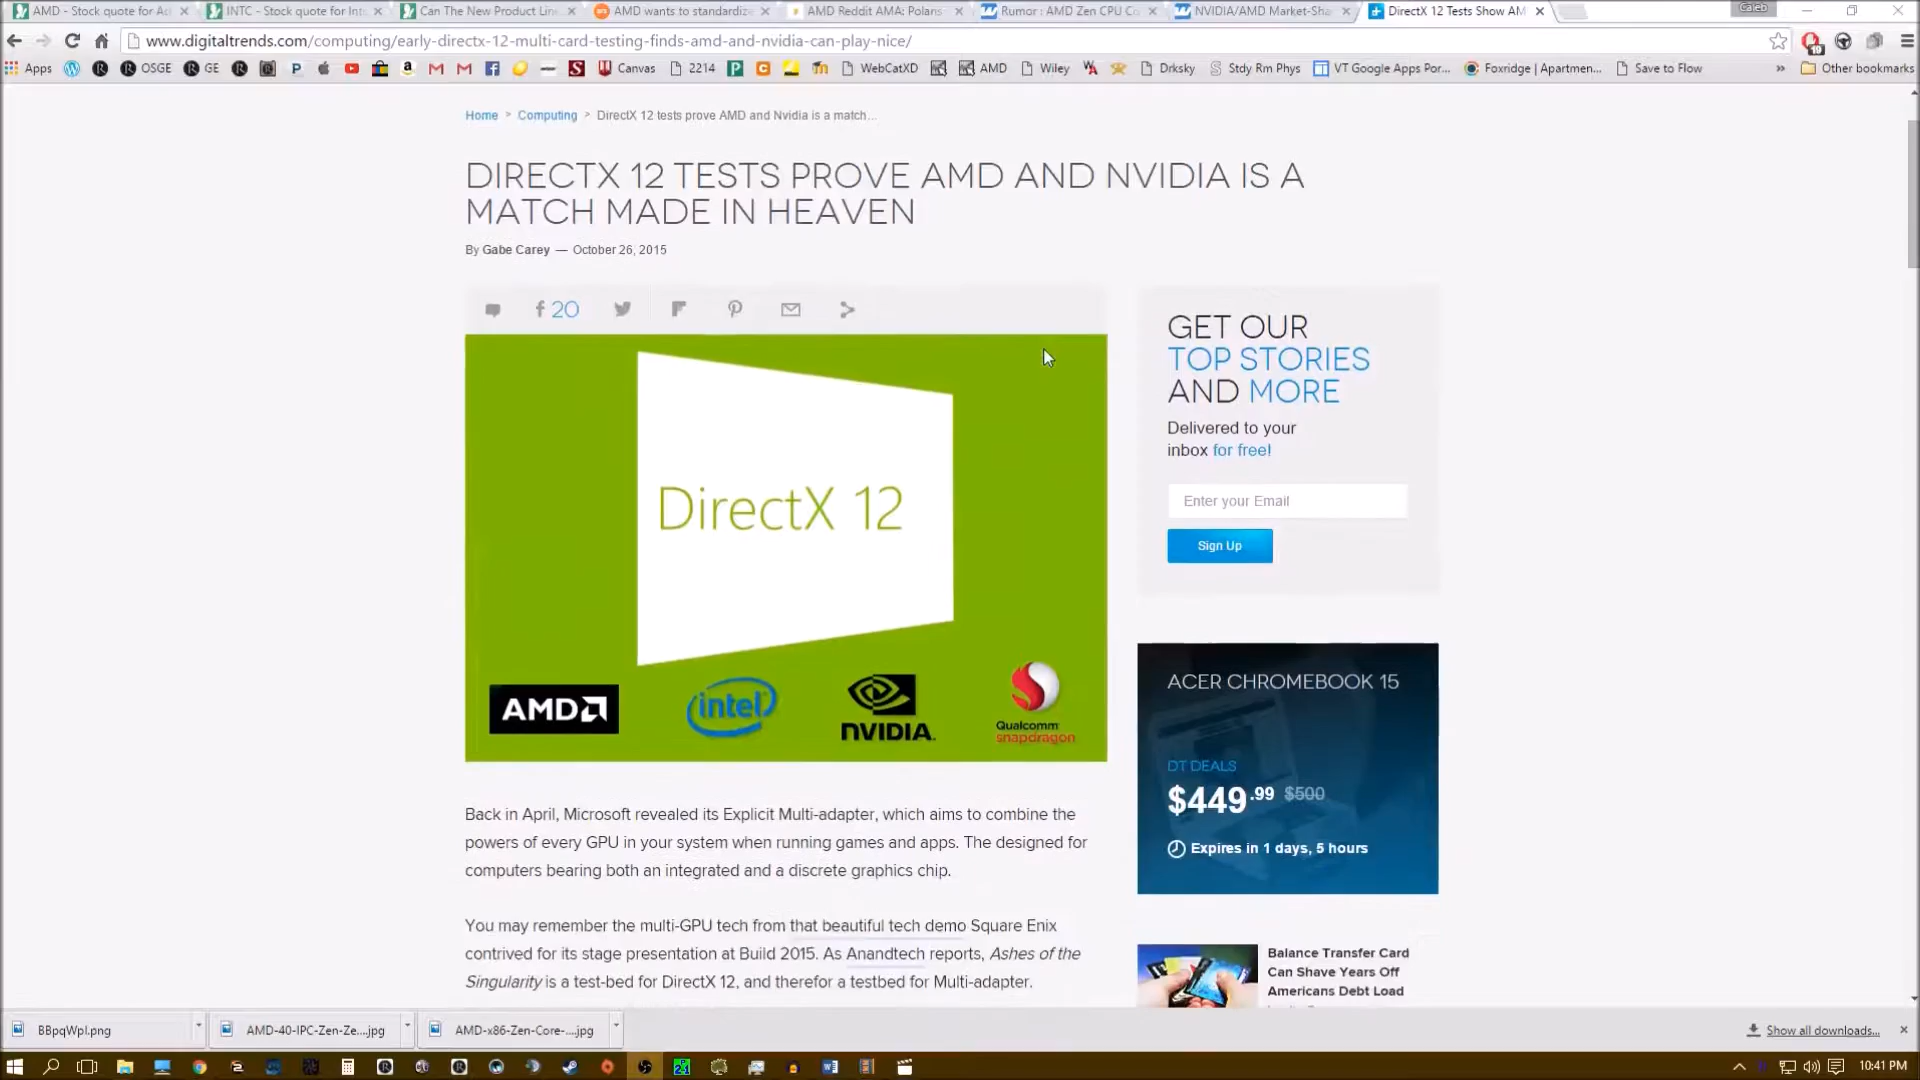 AMD - Stock quote for Ad
INTC - Stock quote for Int
Can The New Product Lin
AMD wants to standardiz
AMD Reddit AMA: Polaris
Rumor : AMD Zen CPU Co
NVIDIA/AMD Market-Sha
DirectX 12 Tests Show AM
Caleb
www.digitaltrends.com/computing/early-directx-12-multi-card-testing-finds-amd-and-nvidia-can-play-nice/
Apps
OSGE
GE
Canvas
2214
WebCatXD
AMD
Wiley
Drksky
Stdy Rm Phys
VT Google Apps Por...
Foxridge | Apartmen...
Save to Flow
Other bookmarks
Home > Computing > DirectX 12 tests prove AMD and Nvidia is a match...
DIRECTX 12 TESTS PROVE AMD AND NVIDIA IS A
MATCH MADE IN HEAVEN
By Gabe Carey — October 26, 2015
20
DirectX 12
AMD
intel
NVIDIA.
Qualcomm
snapdragon
GET OUR
TOP STORIES
AND MORE
Delivered to your
inbox for free!
Enter your Email
Sign Up
ACER CHROMEBOOK 15
DT DEALS
$449.99 $500
Expires in 1 days, 5 hours
Back in April, Microsoft revealed its Explicit Multi-adapter, which aims to combine the
powers of every GPU in your system when running games and apps. The designed for
computers bearing both an integrated and a discrete graphics chip.
You may remember the multi-GPU tech from that beautiful tech demo Square Enix
contrived for its stage presentation at Build 2015. As Anandtech reports, Ashes of the
Singularity is a test-bed for DirectX 12, and therefor a testbed for Multi-adapter.
Balance Transfer Card
Can Shave Years Off
Americans Debt Load
BBpqWpI.png
AMD-40-IPC-Zen-Ze....jpg
AMD-x86-Zen-Core-....jpg
Show all downloads...
10:41 PM